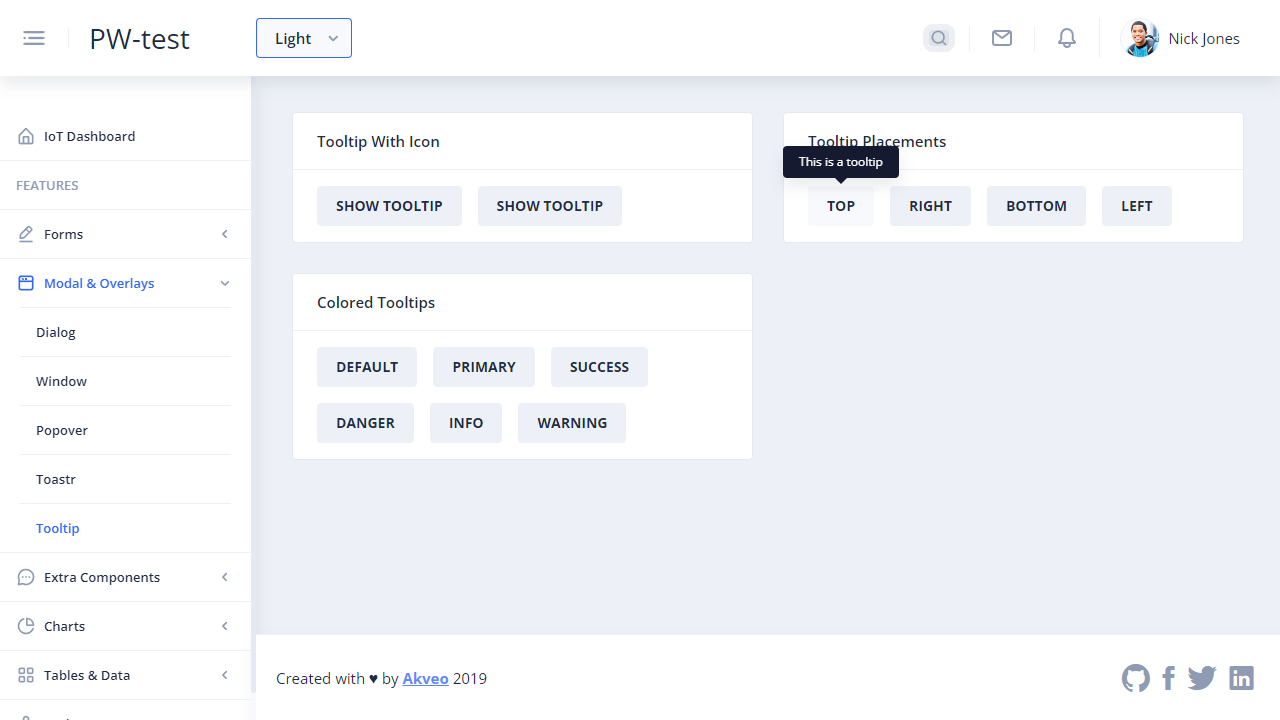 PW-test
Light
Nick Jones
IoT Dashboard
FEATURES
Forms
Modal & Overlays
Dialog
Window
Popover
Toastr
Tooltip
Extra Components
Charts
Tables & Data
Tooltip With Icon
SHOW TOOLTIP SHOW TOOLTIP
Tooltip Placements
This is a tooltip
TOP RIGHT BOTTOM LEFT
Colored Tooltips
DEFAULT PRIMARY SUCCESS
DANGER INFO WARNING
Created with ♥ by Akveo 2019